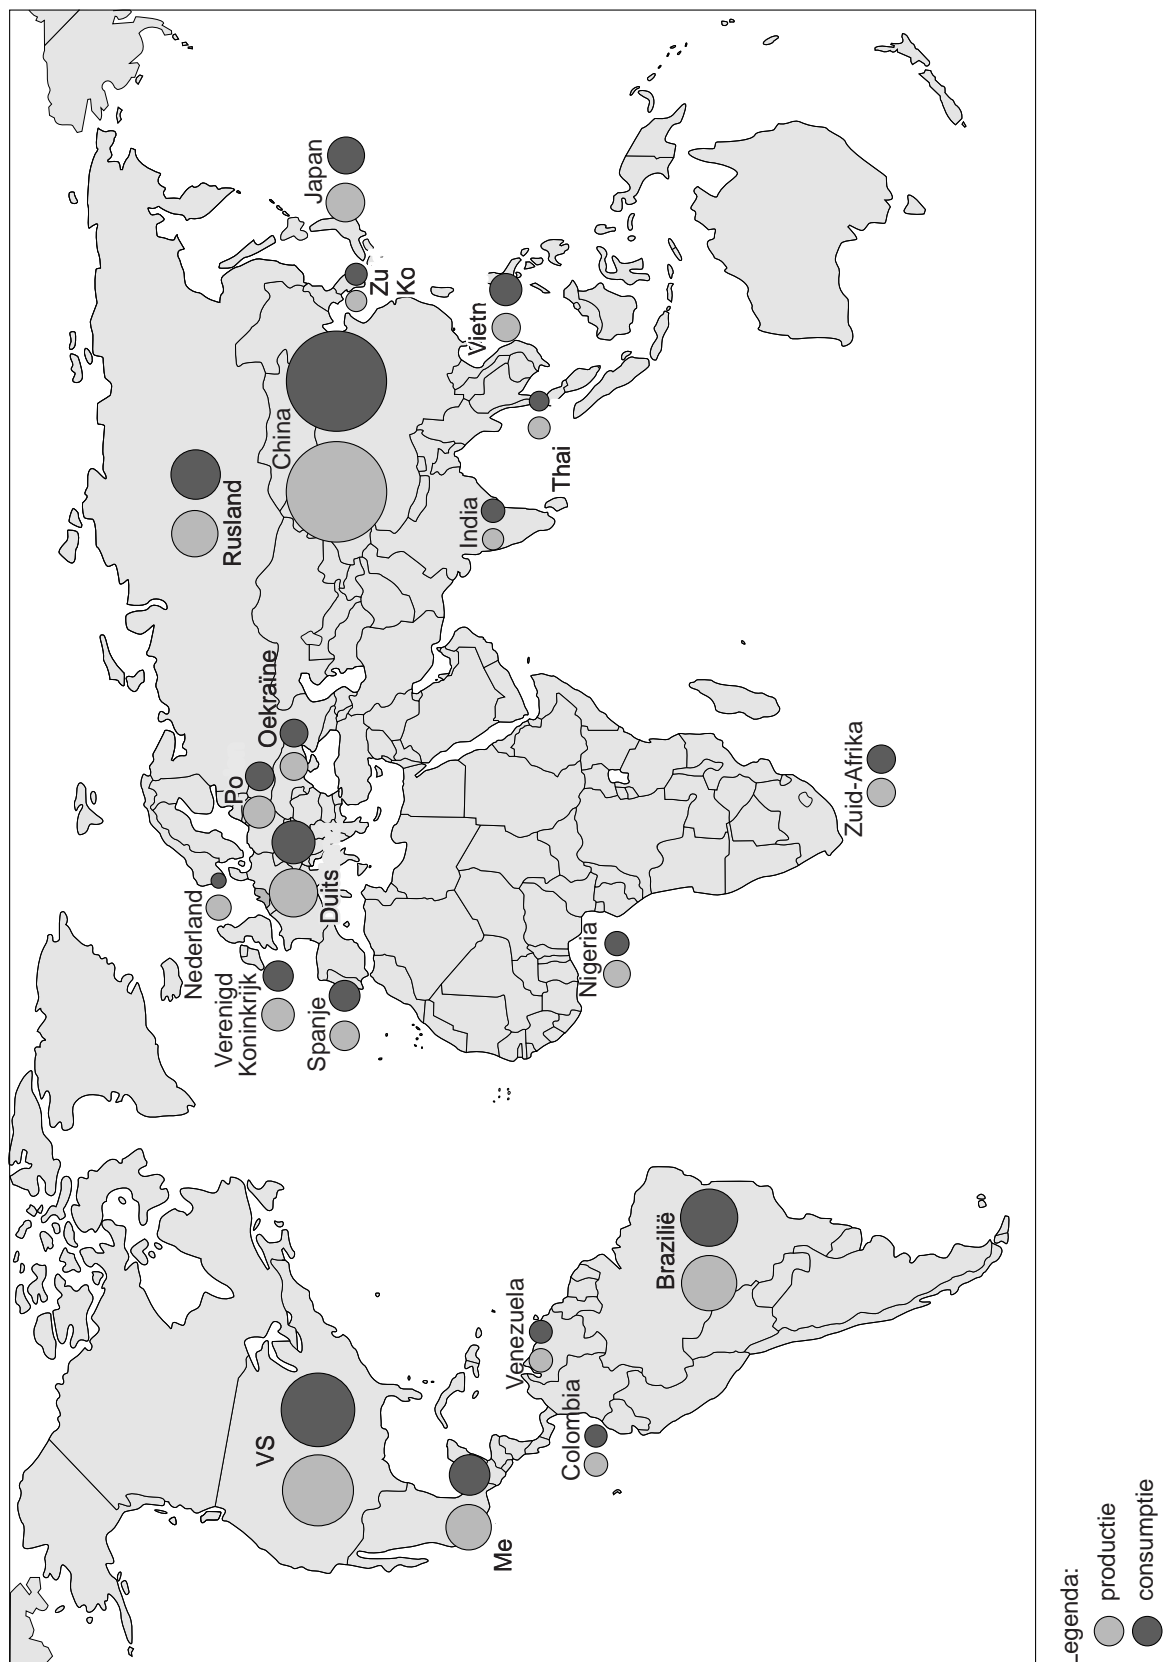 Rusland
Japan
Zu
Ko
China
Vietn
India
Thai
Oekraïne
Po
Duits
Nederland
Verenigd
Koninkrijk
Spanje
Nigeria
Zuid-Afrika
VS
Me
Venezuela
Colombia
Brazilië
Legenda:
productie
consumptie